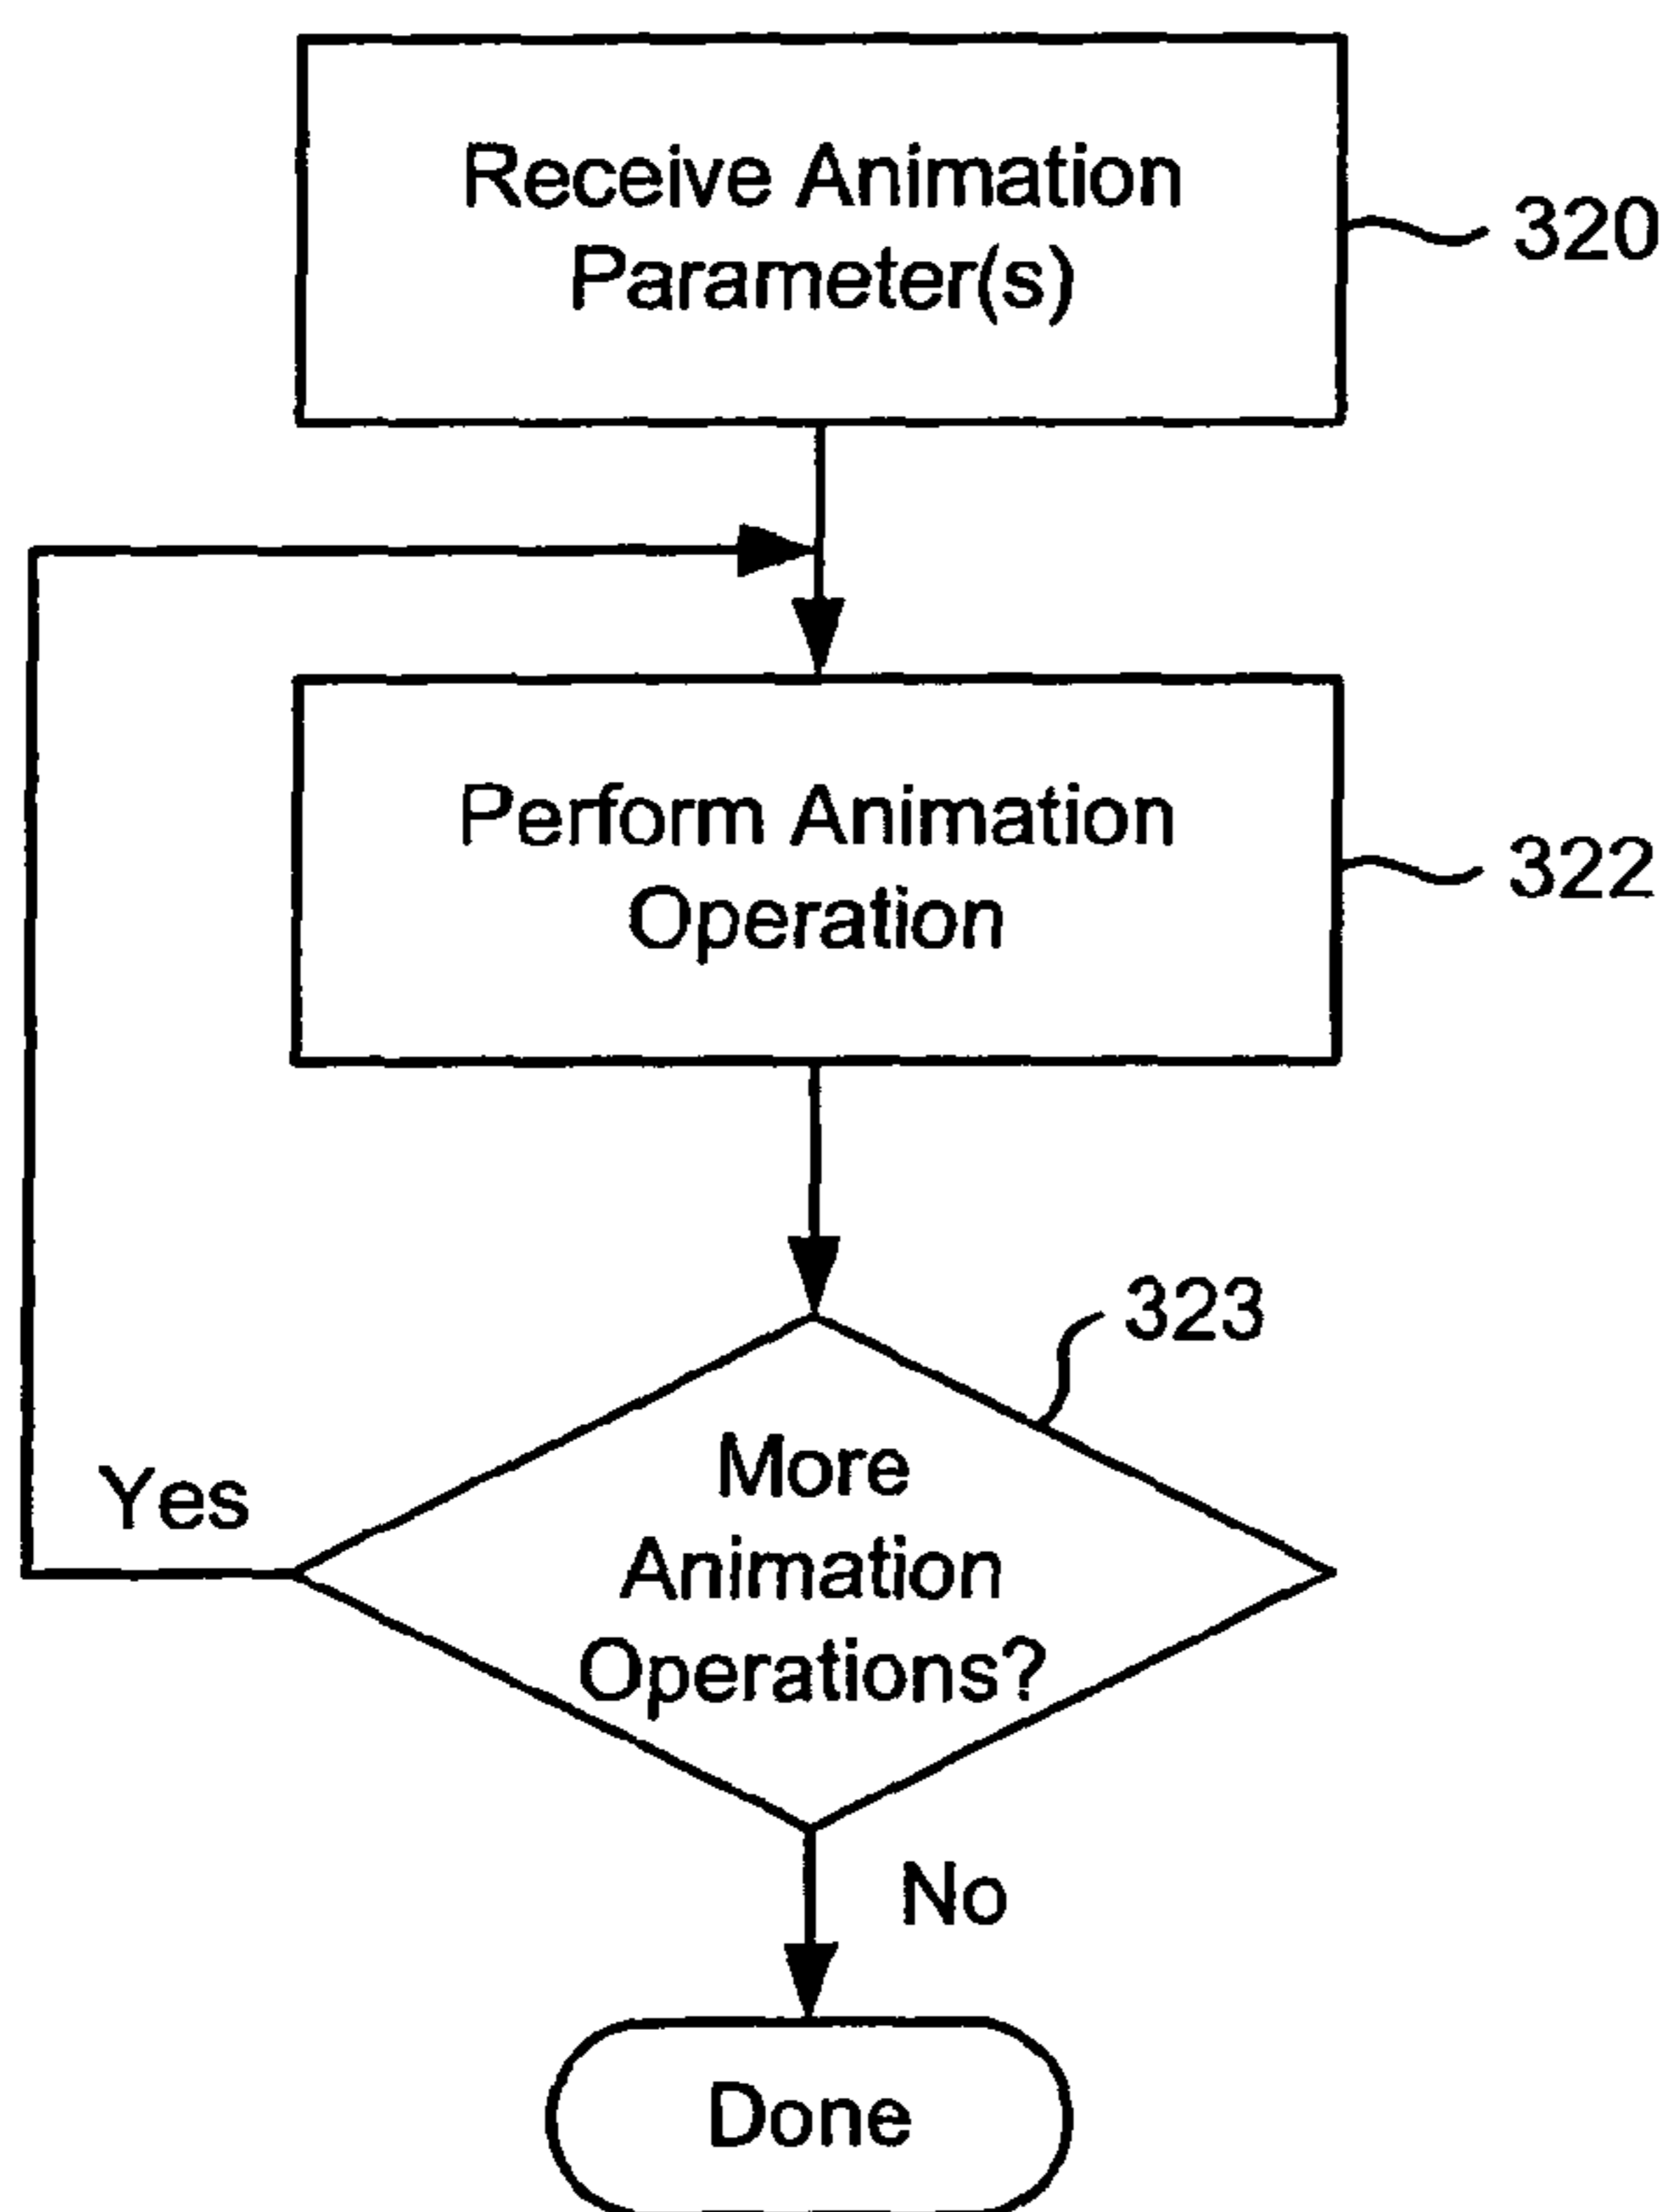 Receive Animation
Parameter(s)
320
Perform Animation
Operation
322
323
More
Animation
Operations?
Yes
No
Done